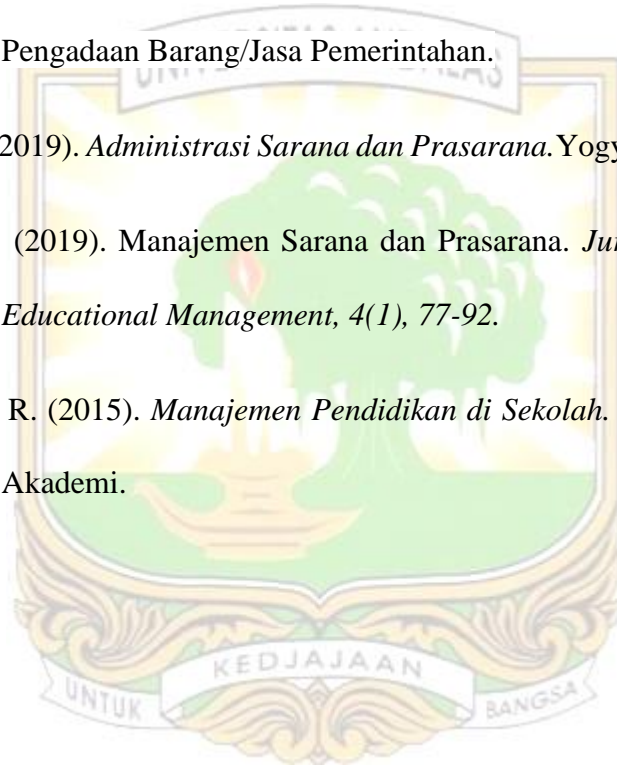 Pengadaan Barang/Jasa Pemerintahan.
2019). Administrasi Sarana dan Prasarana.Yogy
(2019). Manajemen Sarana dan Prasarana. Jur
Educational Management, 4(1), 77-92.
R. (2015). Manajemen Pendidikan di Sekolah.
Akademi.
UNTUK KEDJAJAAN BANGSA